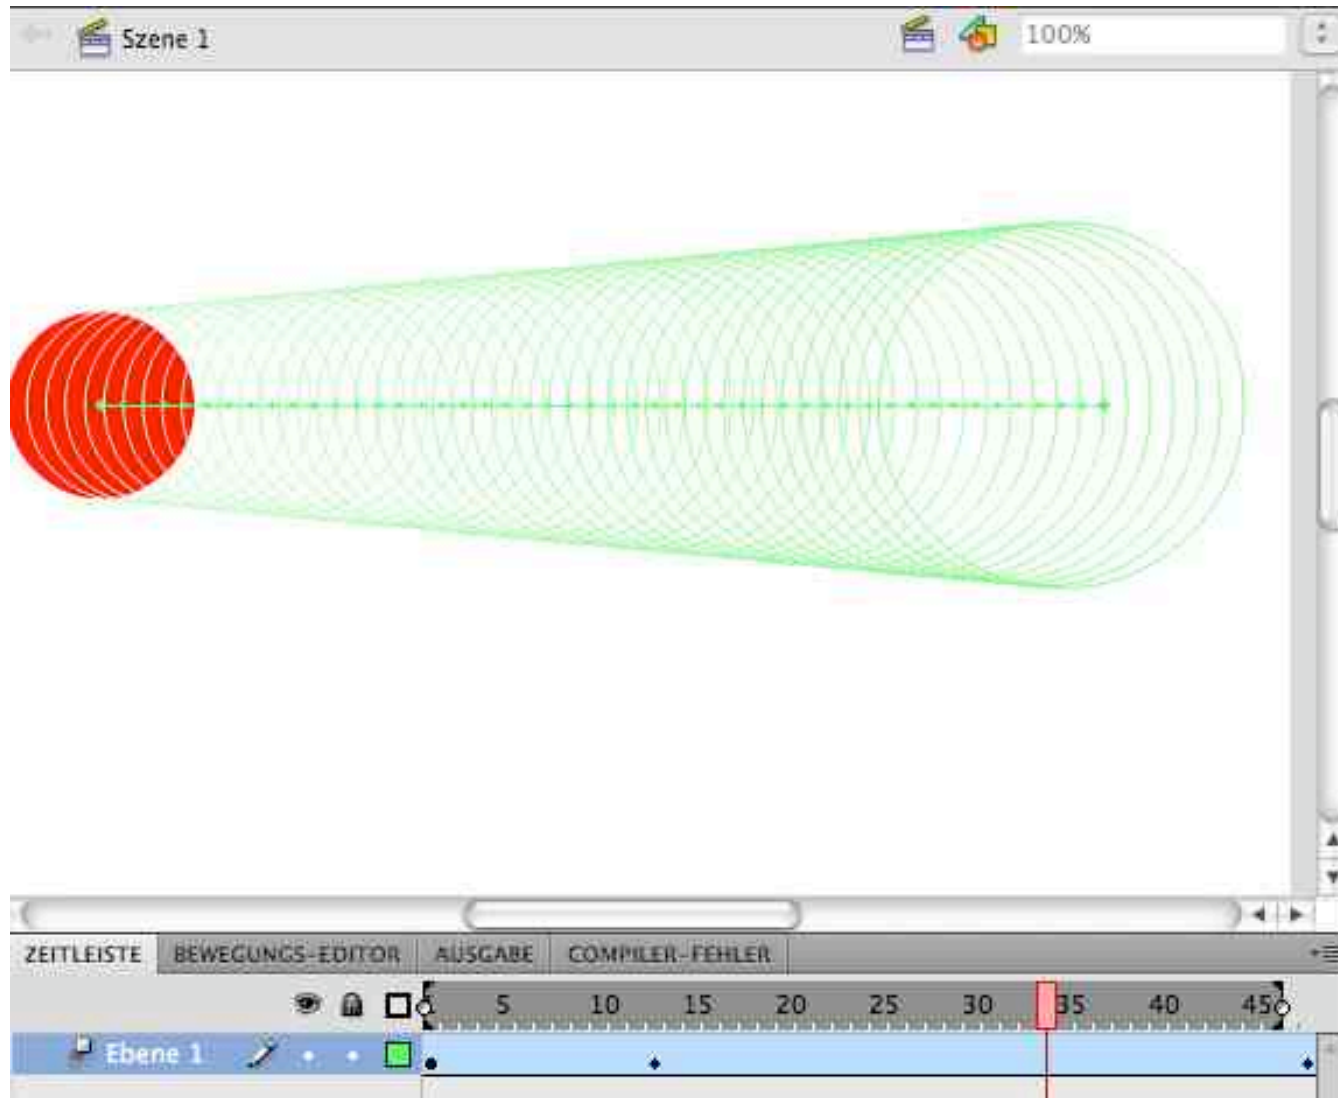 Szene 1 100%
ZEITLEISTE BEWEGUNGS-EDITOR AUSGABE COMPILER-FEHLER
5 10 15 20 25 30 35 40 45
Ebene 1